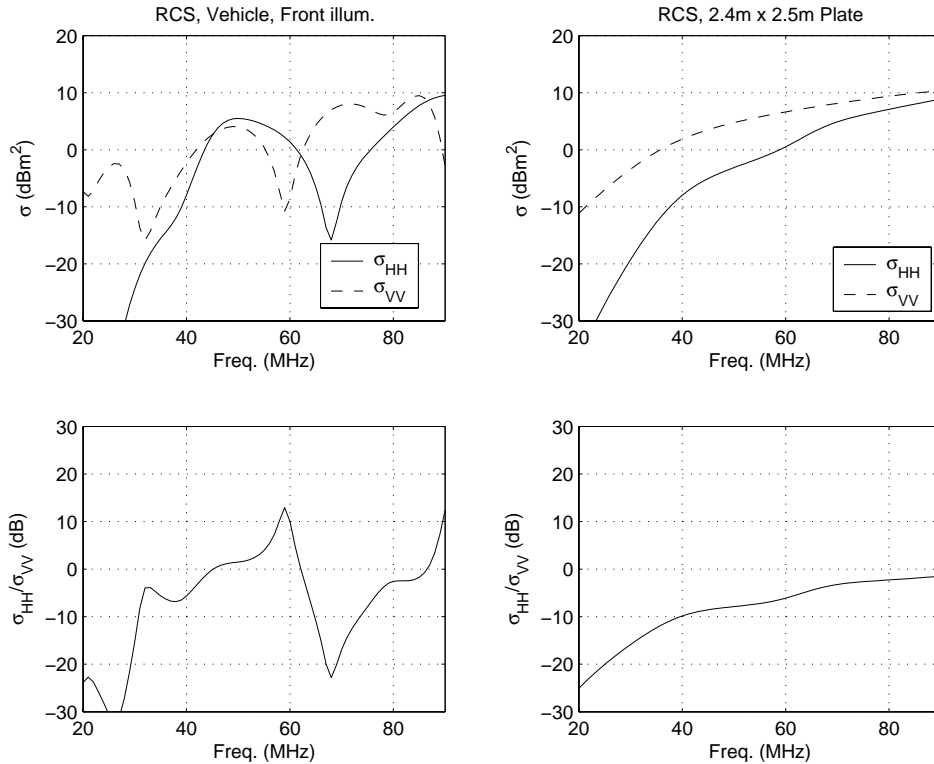 RCS, Vehicle, Front illum.
20
10
0
−10
−20
−30
σ (dBm²)
σHH
σVV
20 40 60 80
Freq. (MHz)
RCS, 2.4m x 2.5m Plate
20
10
0
−10
−20
−30
σ (dBm²)
σHH
σVV
20 40 60 80
Freq. (MHz)
30
20
10
0
−10
−20
−30
σHH/σVV (dB)
20 40 60 80
Freq. (MHz)
30
20
10
0
−10
−20
−30
σHH/σVV (dB)
20 40 60 80
Freq. (MHz)